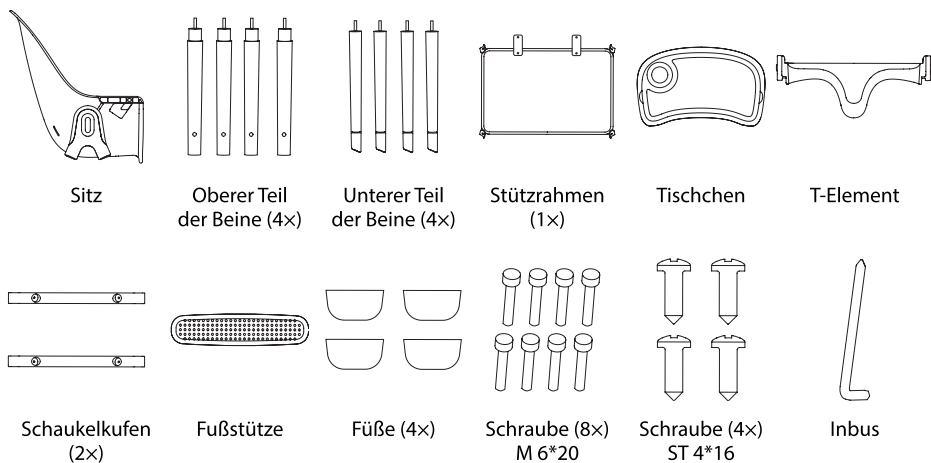 Sitz
Oberer Teil
der Beine (4×)
Unterer Teil
der Beine (4×)
Stützrahmen
(1×)
Tischchen
T-Element
Schaukelkufen
(2×)
Fußstütze
Füße (4×)
Schraube (8×)
M 6*20
Schraube (4×)
ST 4*16
Inbus